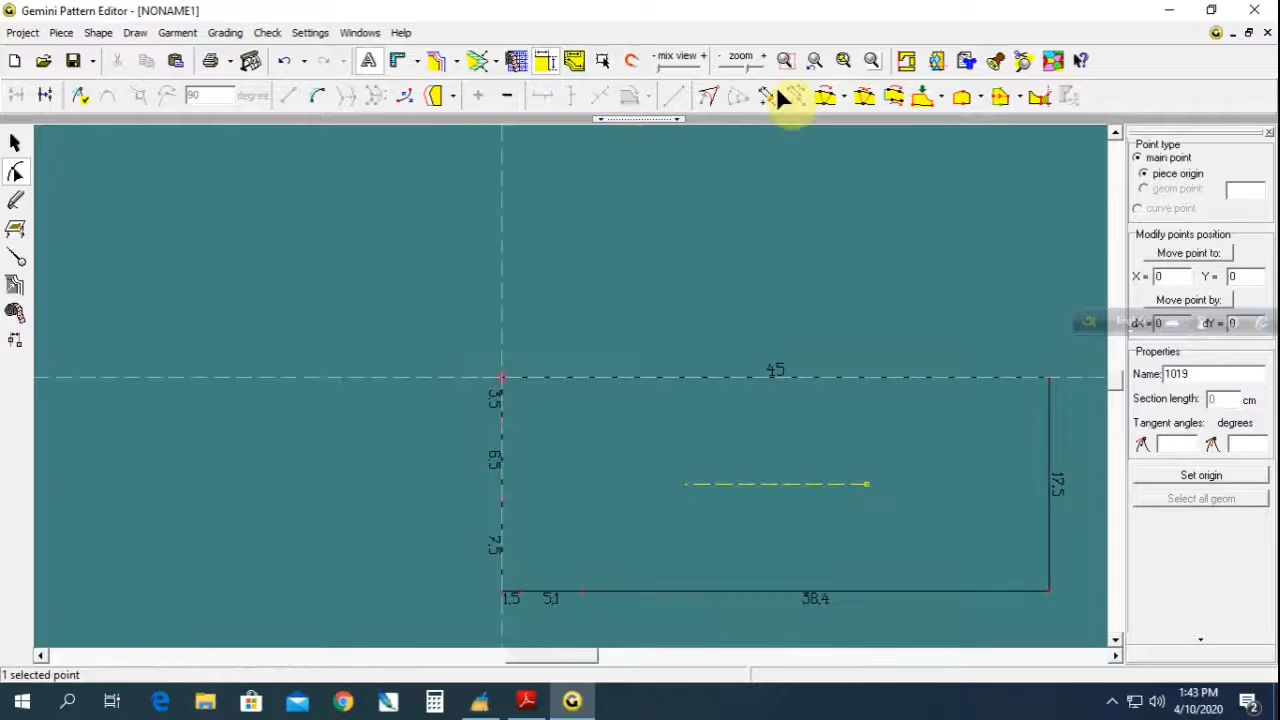 Gemini Pattern Editor - [NONAME1]
Project Piece Shape Draw Garment Grading Check Settings Windows Help
A - mix view + - zoom +
90 degree
Point type
main point
piece origin
geom point:
curve point
Modify points position
Move point to:
X = 0 Y = 0
Move point by:
dX = 0 dY = 0
Properties
Name: 1019
Section length: 0 cm
Tangent angles: degrees
Set origin
Select all geom
45
3,5
6,5
7,5
17,5
1,5 5,1 38,4
1 selected point
1:43 PM
4/10/2020
2